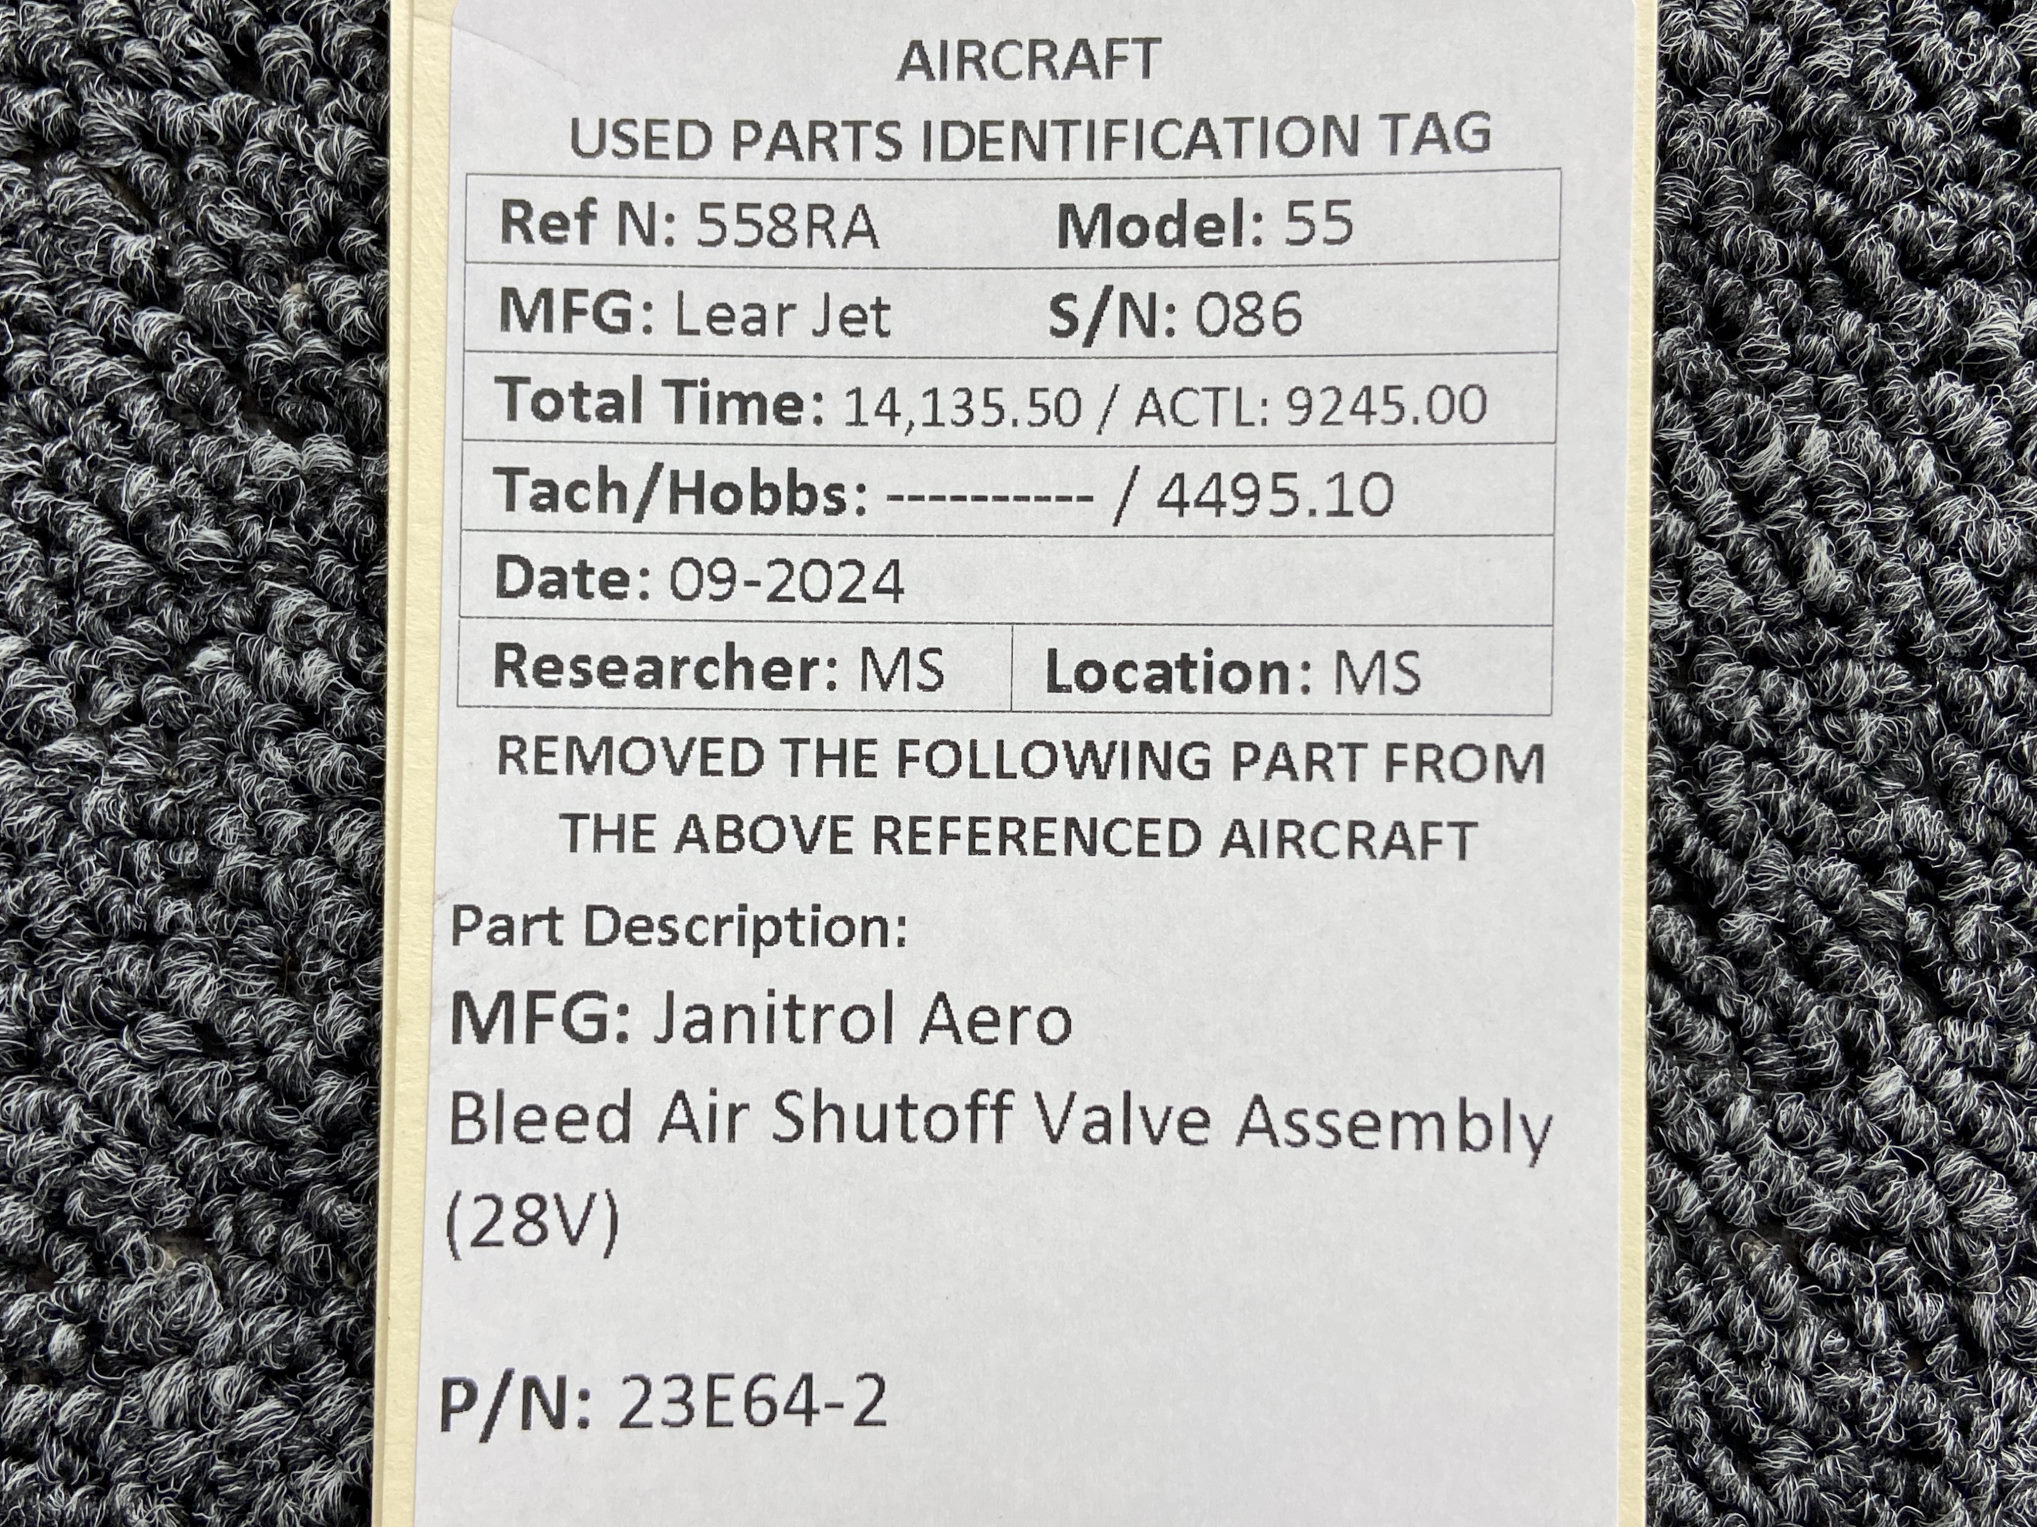 AIRCRAFT
USED PARTS IDENTIFICATION TAG
Ref N: 558RA Model: 55
MFG: Lear Jet S/N: 086
Total Time: 14,135.50 / ACTL: 9245.00
Tach/Hobbs: ---------- / 4495.10
Date: 09-2024
Researcher: MS Location: MS
REMOVED THE FOLLOWING PART FROM
THE ABOVE REFERENCED AIRCRAFT
Part Description:
MFG: Janitrol Aero
Bleed Air Shutoff Valve Assembly
(28V)
P/N: 23E64-2